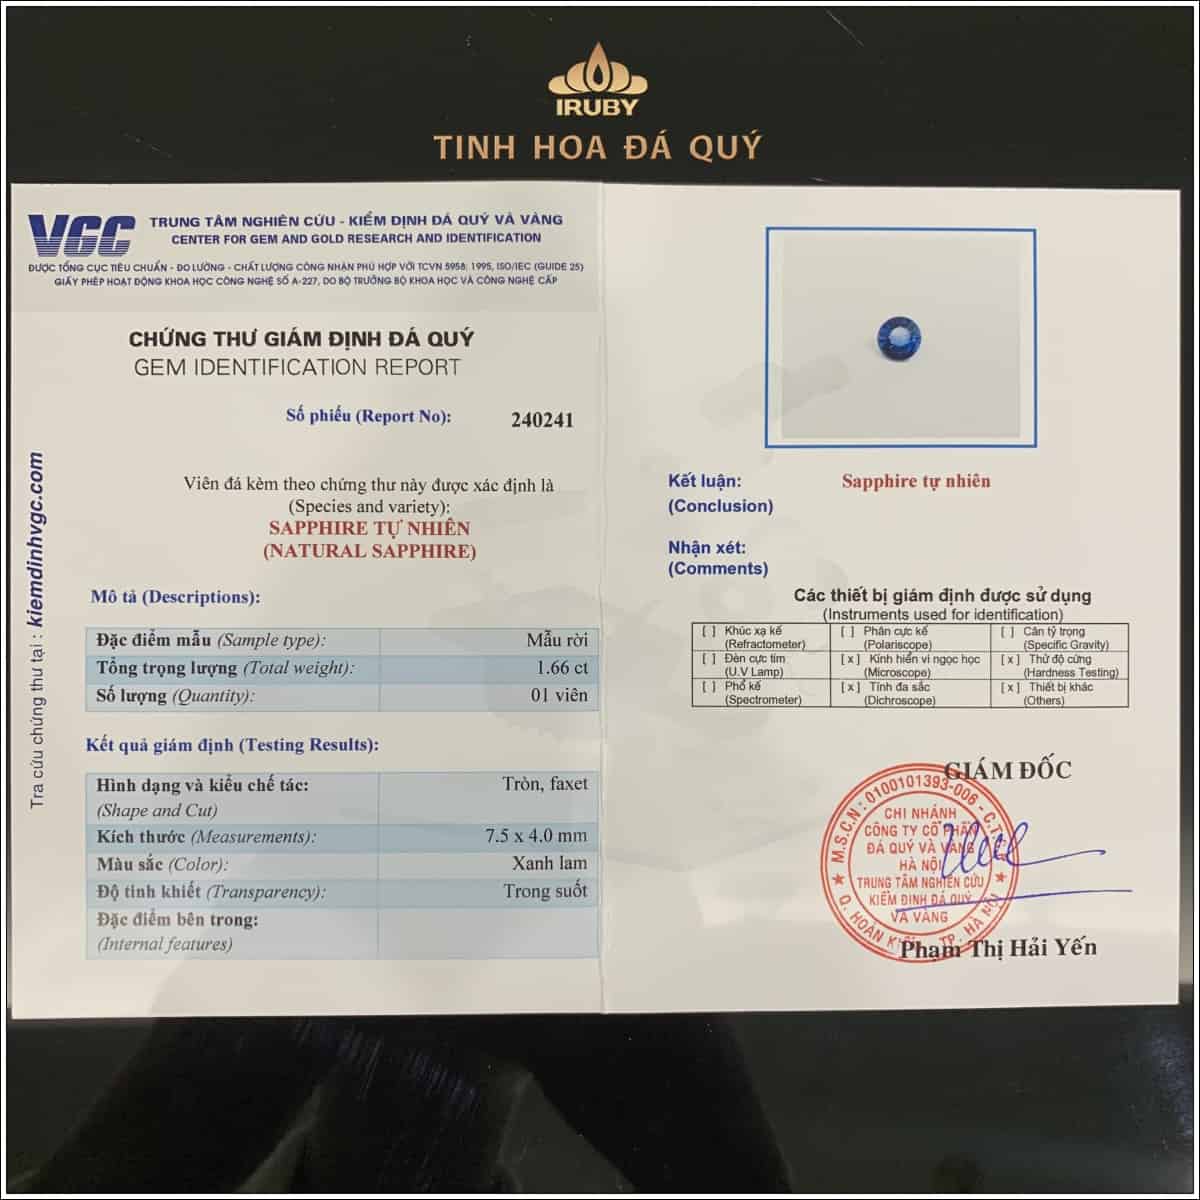 IRUBY
TINH HOA ĐÁ QUÝ
VGC
TRUNG TÂM NGHIÊN CỨU - KIỂM ĐỊNH ĐÁ QUÝ VÀ VÀNG
CENTER FOR GEM AND GOLD RESEARCH AND IDENTIFICATION
ĐƯỢC TỔNG CỤC TIÊU CHUẨN - ĐO LƯỜNG - CHẤT LƯỢNG CÔNG NHẬN PHÙ HỢP VỚI TCVN 5958: 1995, ISO/IEC (GUIDE 25)
GIẤY PHÉP HOẠT ĐỘNG KHOA HỌC CÔNG NGHỆ SỐ A-227, DO BỘ TRƯỞNG BỘ KHOA HỌC VÀ CÔNG NGHỆ CẤP
CHỨNG THƯ GIÁM ĐỊNH ĐÁ QUÝ
GEM IDENTIFICATION REPORT
Số phiếu (Report No): 240241
Viên đá kèm theo chứng thư này được xác định là
(Species and variety):
SAPPHIRE TỰ NHIÊN
(NATURAL SAPPHIRE)
Mô tả (Descriptions):
Đặc điểm mẫu (Sample type): Mẫu rời
Tổng trọng lượng (Total weight): 1.66 ct
Số lượng (Quantity): 01 viên
Kết quả giám định (Testing Results):
Hình dạng và kiểu chế tác: Tròn, faxet
(Shape and Cut)
Kích thước (Measurements): 7.5 x 4.0 mm
Màu sắc (Color): Xanh lam
Độ tinh khiết (Transparency): Trong suốt
Đặc điểm bên trong:
(Internal features)
Tra cứu chứng thư tại : kiemdinhvgc.com
Kết luận: Sapphire tự nhiên
(Conclusion)
Nhận xét:
(Comments)
Các thiết bị giám định được sử dụng
(Instruments used for identification)
[ ] Khúc xạ kế [ ] Phân cực kế [ ] Cân tỷ trọng
(Refractometer) (Polariscope) (Specific Gravity)
[ ] Đèn cực tím [x] Kính hiển vi ngọc học [x] Thử độ cứng
(U.V Lamp) (Microscope) (Hardness Testing)
[ ] Phổ kế [x] Tính đa sắc [x] Thiết bị khác
(Spectrometer) (Dichroscope) (Others)
GIÁM ĐỐC
M.S.C.N: 0100101393-006 - C.T.C.P
CHI NHÁNH
CÔNG TY CỔ PHẦN
ĐÁ QUÝ VÀ VÀNG
HÀ NỘI
TRUNG TÂM NGHIÊN CỨU
KIỂM ĐỊNH ĐÁ QUÝ
VÀ VÀNG
Q. HOÀN KIẾM - TP. HÀ NỘI
Phạm Thị Hải Yến